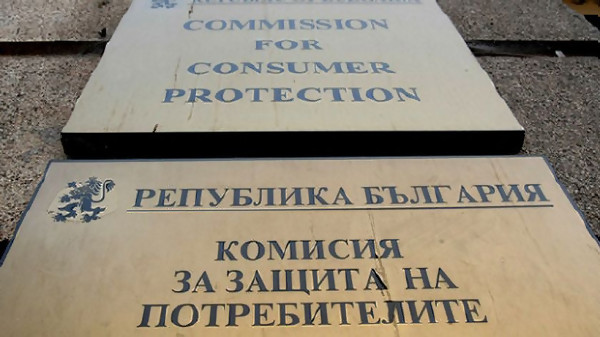 COMMISSION
FOR
CONSUMER
PROTECTION
РЕПУБЛИКА БЪЛГАРИЯ
КОМИСИЯ
ЗА ЗАЩИТА НА
ПОТРЕБИТЕЛИТЕ